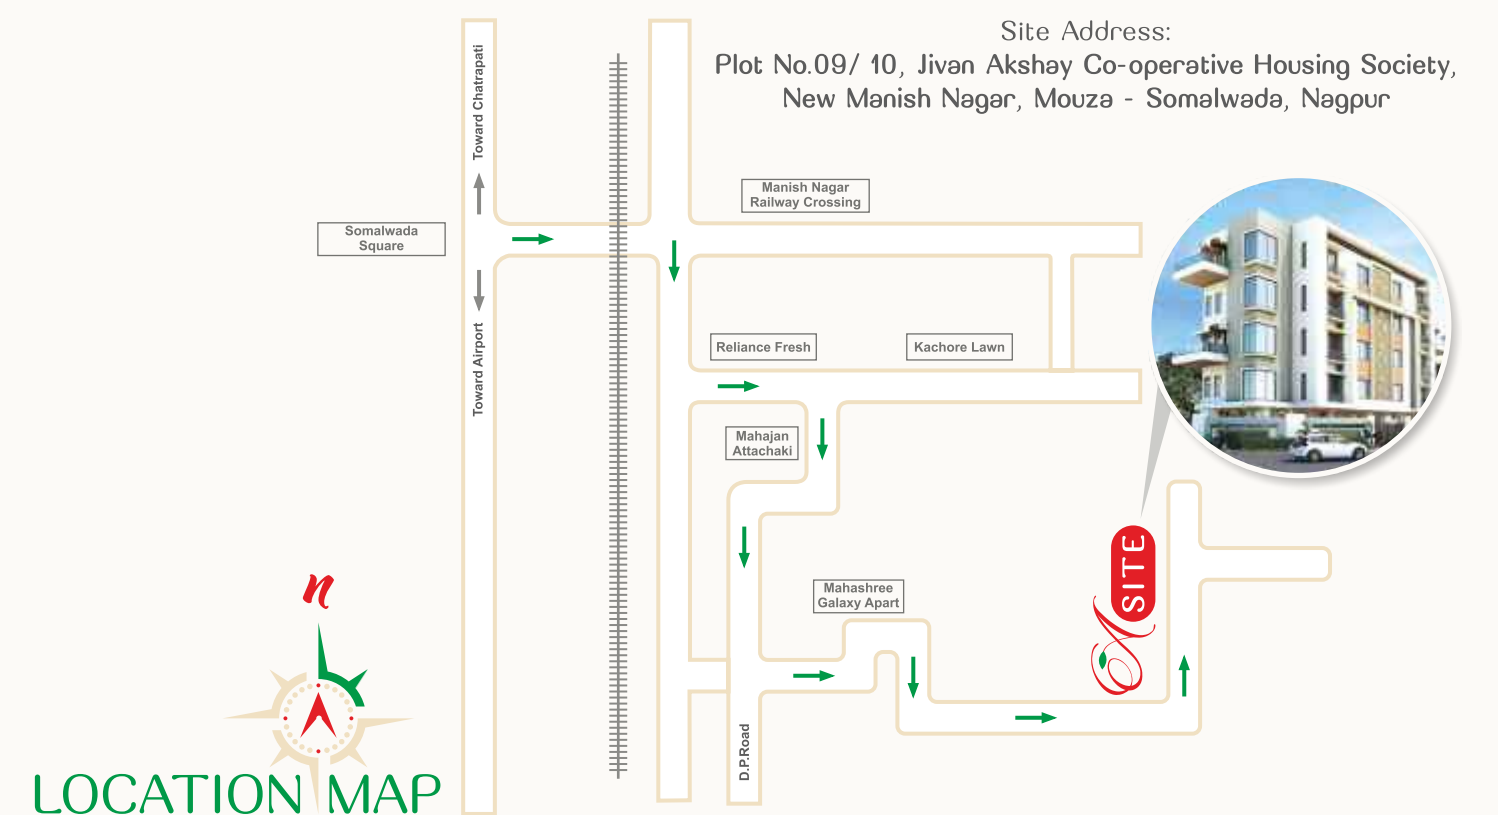 Site Address:
Plot No.09/ 10, Jivan Akshay Co-operative Housing Society,
New Manish Nagar, Mouza - Somalwada, Nagpur
Toward Chatrapati
Manish Nagar
Railway Crossing
Somalwada
Square
Toward Airport
Reliance Fresh
Kachore Lawn
Mahajan
Attachaki
SITE
Mahashree
Galaxy Apart
n
D.P.Road
LOCATION MAP